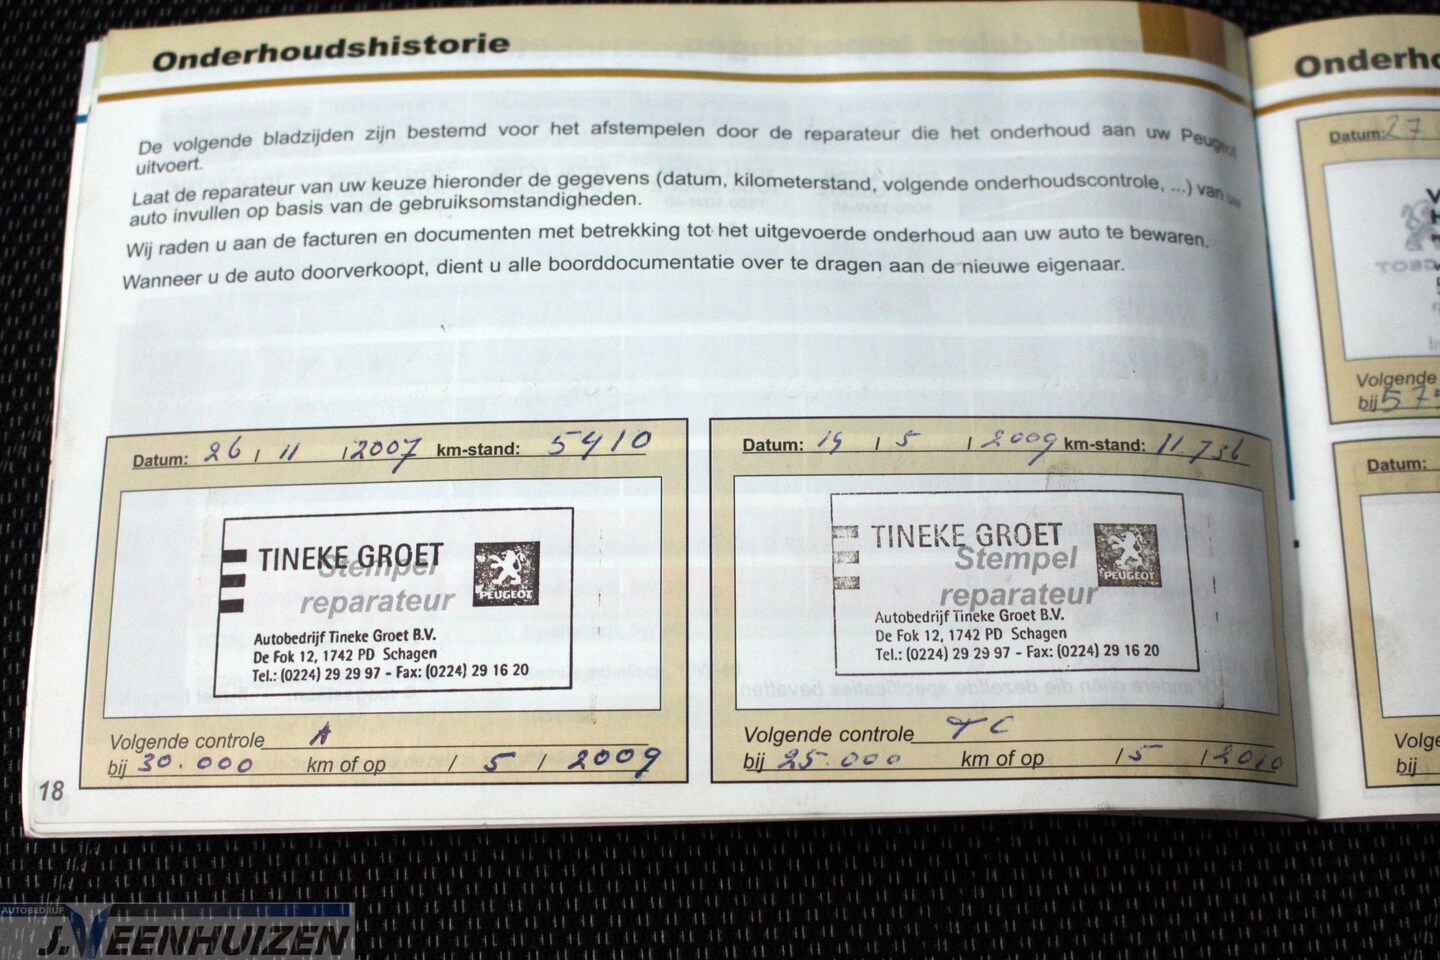 Onderhoudshistorie
De volgende bladzijden zijn bestemd voor het afstempelen door de reparateur die het onderhoud aan uw Peugeot
uitvoert.
Laat de reparateur van uw keuze hieronder de gegevens (datum, kilometerstand, volgende onderhoudscontrole, ...) van uw
auto invullen op basis van de gebruiksomstandigheden.
Wij raden u aan de facturen en documenten met betrekking tot het uitgevoerde onderhoud aan uw auto te bewaren.
Wanneer u de auto doorverkoopt, dient u alle boorddocumentatie over te dragen aan de nieuwe eigenaar.
Datum: 26 / 11 / 2007 km-stand: 5410
TINEKE GROET
Stempel
PEUGEOT
reparateur
Autobedrijf Tineke Groet B.V.
De Fok 12, 1742 PD Schagen
Tel.: (0224) 29 29 97 - Fax: (0224) 29 16 20
Volgende controle A
bij 30.000 km of op / 5 / 2009
18
Datum: 14 / 5 / 2009 km-stand: 11.736
TINEKE GROET
Stempel
PEUGEOT
reparateur
Autobedrijf Tineke Groet B.V.
De Fok 12, 1742 PD Schagen
Tel.: (0224) 29 29 97 - Fax: (0224) 29 16 20
Volgende controle TC
bij 25.000 km of op / 5 / 2010
Onderho
Datum: 27
Volgende
bij 57
Datum:
Volge
bij
AUTOBEDRIJF
J. VEENHUIZEN